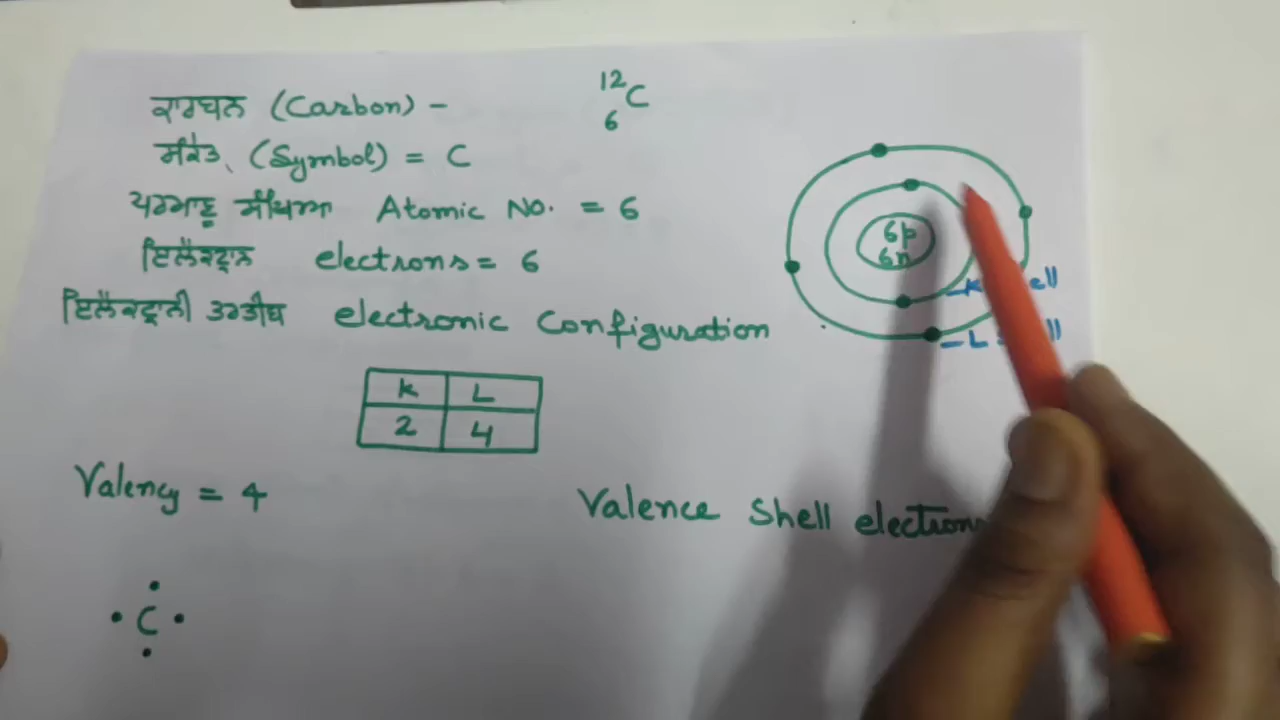 ਕਾਰਬਨ (Carbon) -
12
6 C
ਸੰਕੇਤ, (Symbol) = C
ਪਰਮਾਣੂ ਸੰਖਿਆ Atomic No. = 6
ਇਲੈਕਟ੍ਰਾਨ electrons = 6
ਇਲੈਕਟ੍ਰਾਨੀ ਤਰਤੀਬ electronic Configuration
6p
6n
L
K L
2 4
Valency = 4
Valence Shell electrons
C